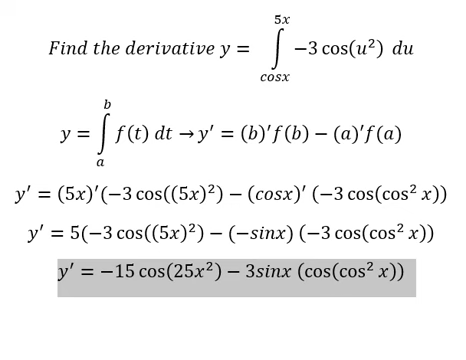 5x
Find the derivative y = ∫ −3 cos(u²) du
cosx
b
y = ∫ f(t) dt → y′ = (b)′f(b) − (a)′f(a)
a
y′ = (5x)′(−3 cos((5x)²) − (cosx)′ (−3 cos(cos² x))
y′ = 5(−3 cos((5x)²) − (−sinx) (−3 cos(cos² x))
y′ = −15 cos(25x²) − 3sinx (cos(cos² x))